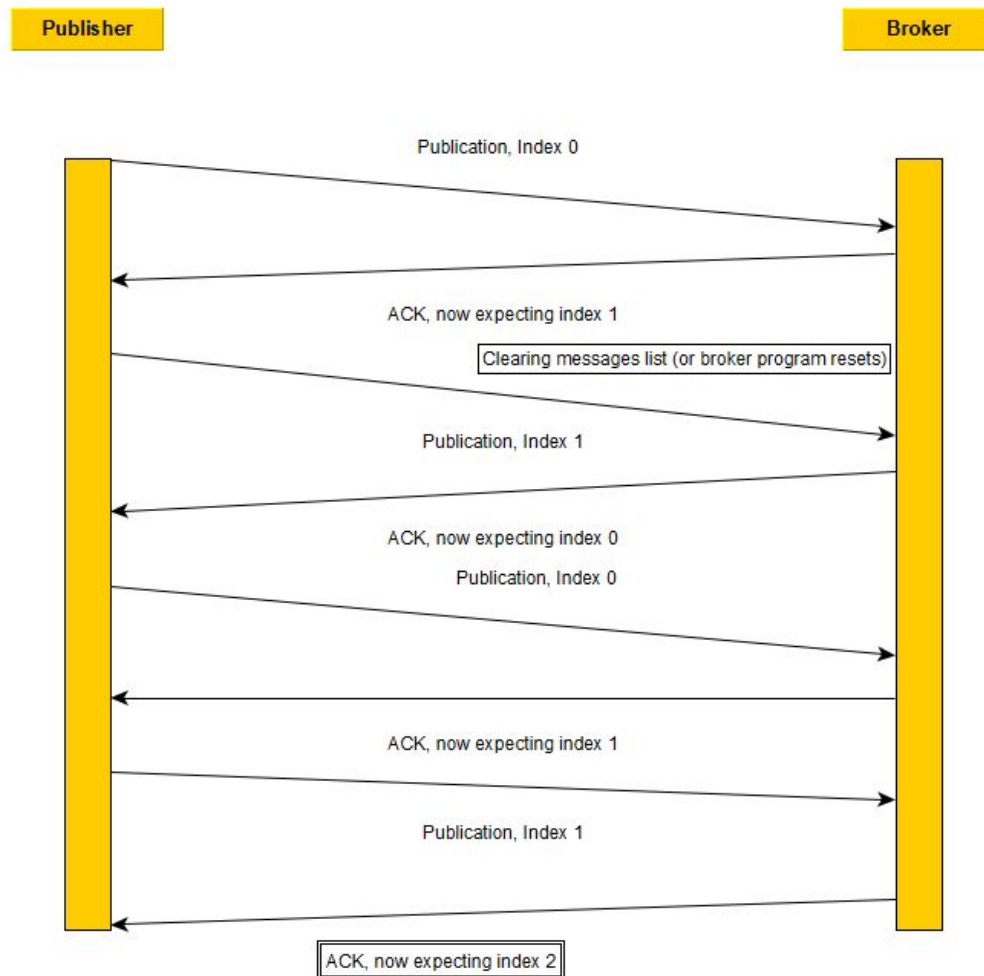 Publisher
Broker
Publication, Index 0
ACK, now expecting index 1
Clearing messages list (or broker program resets)
Publication, Index 1
ACK, now expecting index 0
Publication, Index 0
ACK, now expecting index 1
Publication, Index 1
ACK, now expecting index 2